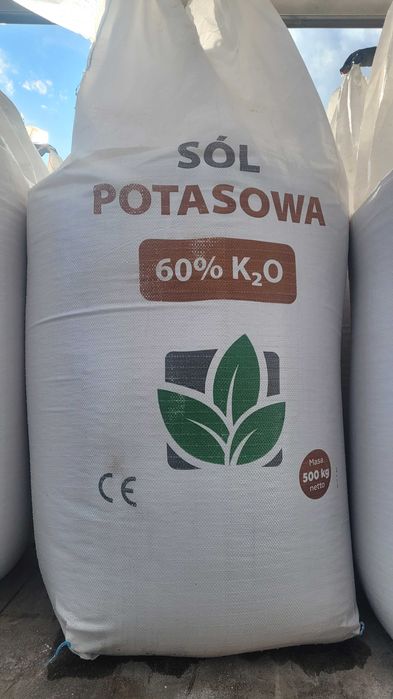 SÓL
POTASOWA
60% K₂O
Masa
500 kg
netto
CE